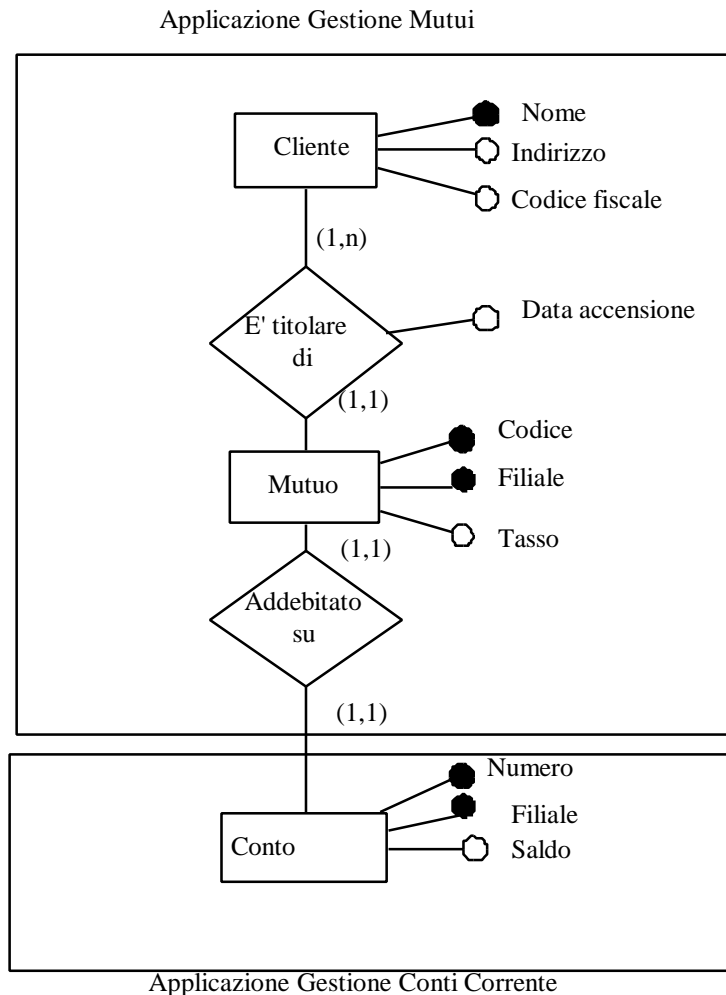 Applicazione Gestione Mutui
Nome
Cliente
Indirizzo
Codice fiscale
(1,n)
Data accensione
E' titolare
di
(1,1)
Codice
Mutuo
Filiale
Tasso
(1,1)
Addebitato
su
(1,1)
Numero
Filiale
Conto
Saldo
Applicazione Gestione Conti Corrente